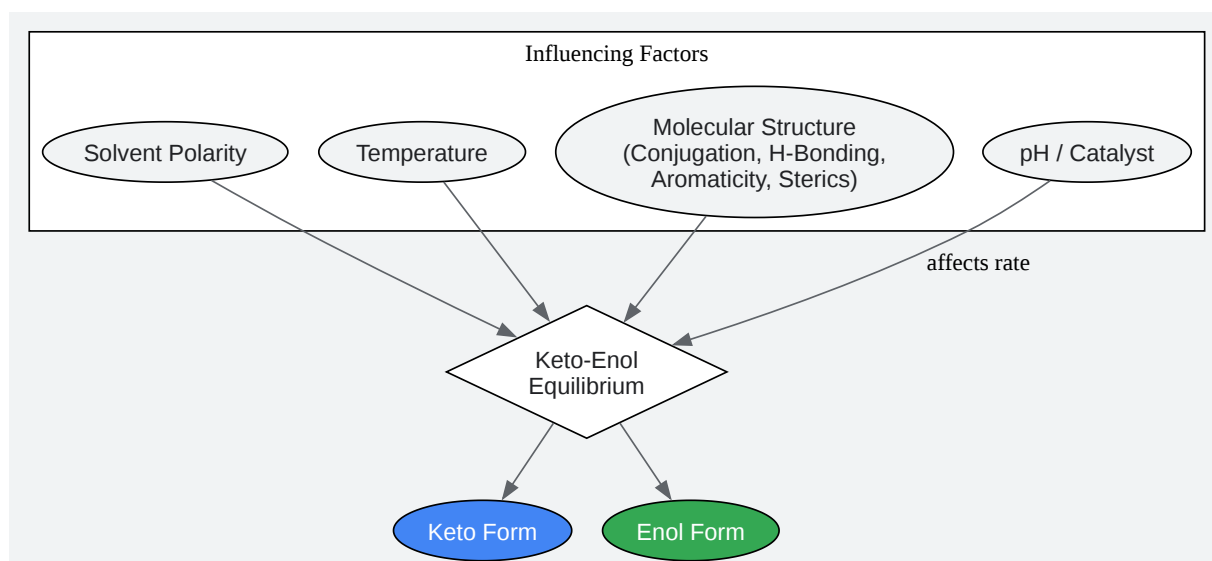 Influencing Factors
Solvent Polarity
Temperature
Molecular Structure
(Conjugation, H-Bonding,
Aromaticity, Sterics)
pH / Catalyst
affects rate
Keto-Enol
Equilibrium
Keto Form
Enol Form